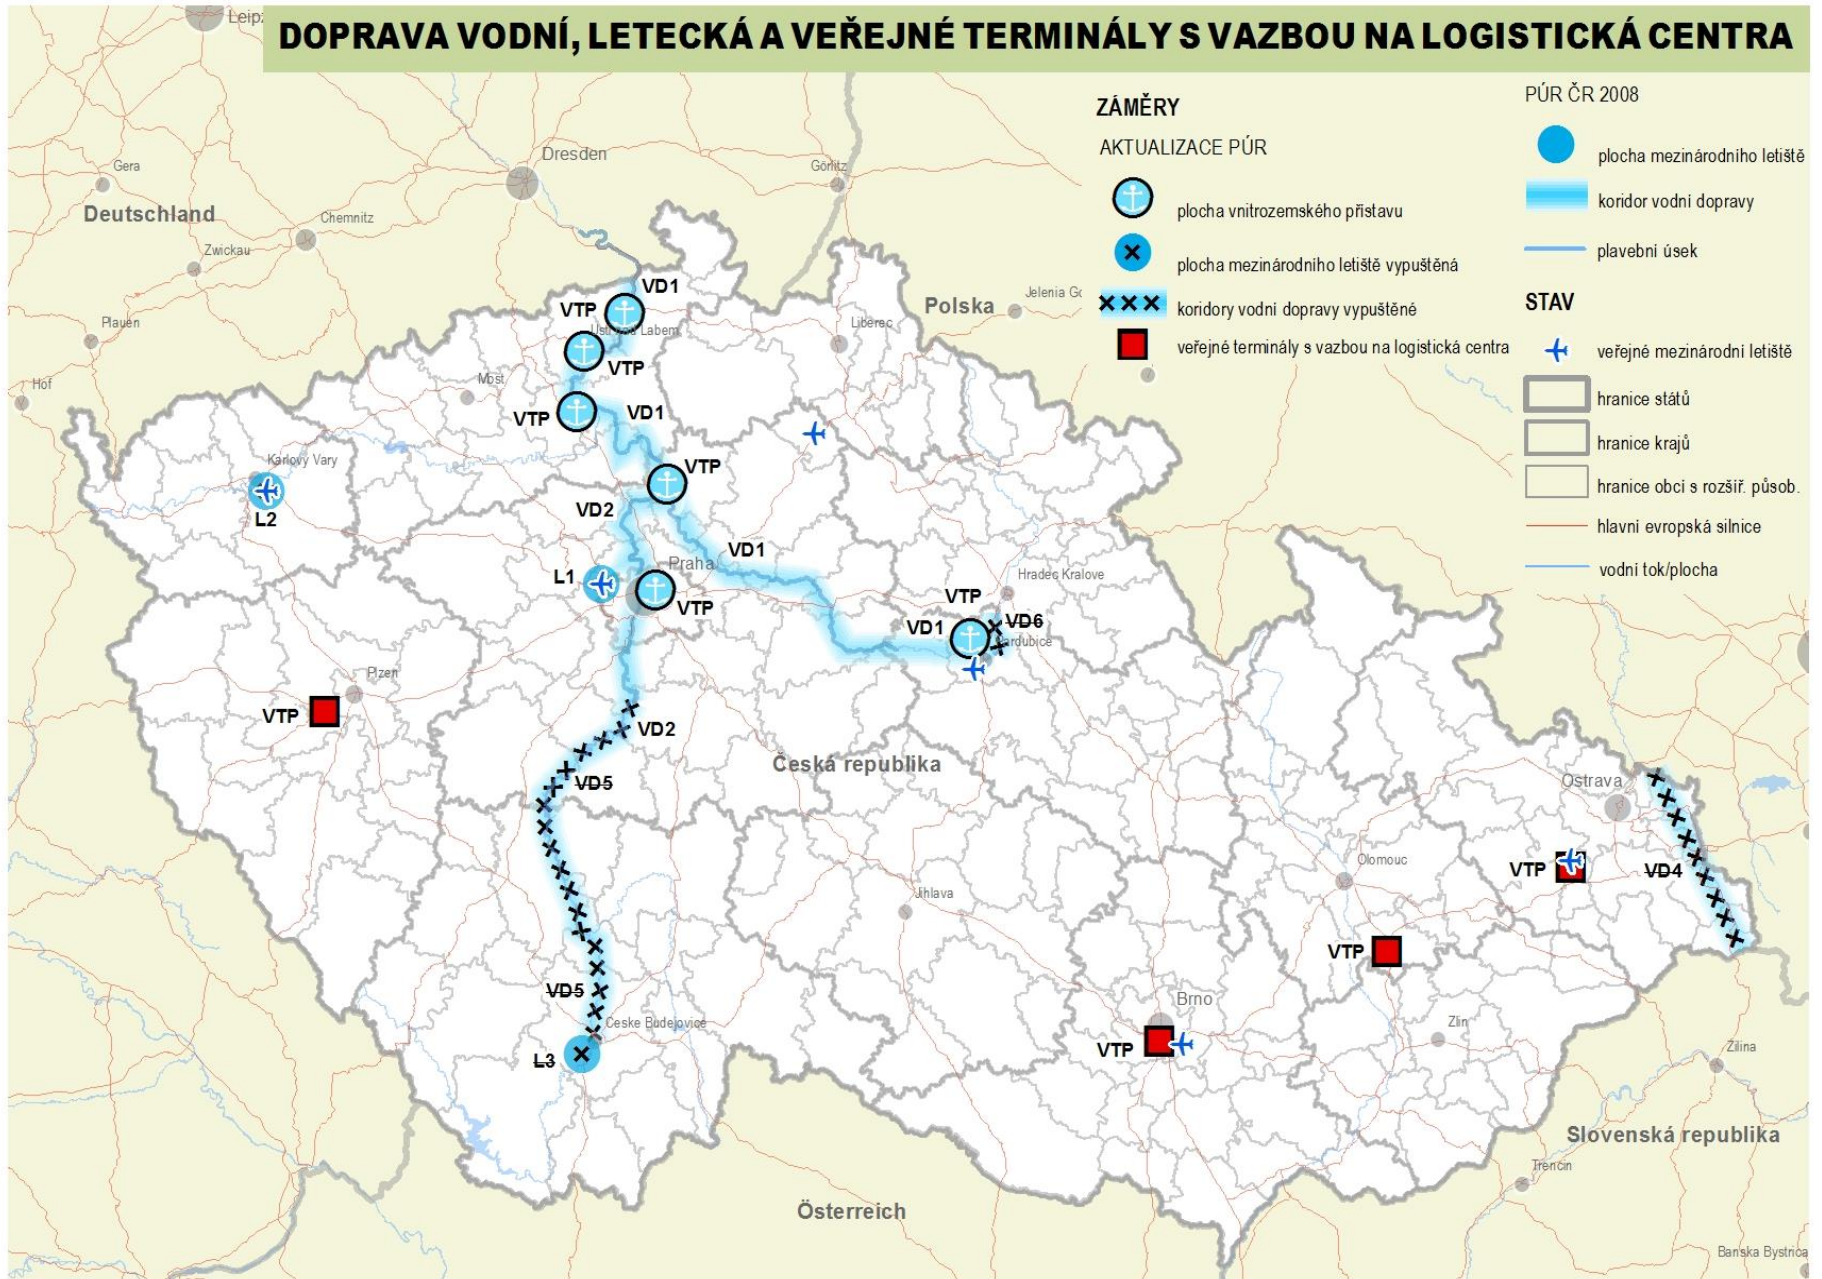 DOPRAVA VODNÍ, LETECKÁ A VEŘEJNÉ TERMINÁLY S VAZBOU NA LOGISTICKÁ CENTRA
ZÁMĚRY
AKTUALIZACE PÚR
plocha vnitrozemského přístavu
plocha mezinárodního letiště vypuštěná
koridory vodní dopravy vypuštěné
veřejné terminály s vazbou na logistická centra
PÚR ČR 2008
plocha mezinárodního letiště
koridor vodní dopravy
plavební úsek
STAV
veřejné mezinárodní letiště
hranice států
hranice krajů
hranice obcí s rozšíř. působ.
hlavní evropská silnice
vodní tok/plocha
Dresden
Görlitz
Gera
Deutschland
Chemnitz
Zwickau
Plauen
Hof
Polska
VD1
VTP
Usti nad Labem
Liberec
VTP
Most
VTP
VD1
Karlovy Vary
L2
VTP
VD2
VD1
L1
Praha
VTP
Hradec Kralove
VTP
VD1
VD6
Plzen
VTP
VD2
Česká republika
VD5
Ostrava
VTP
VD4
Olomouc
Jihlava
VTP
VD5
Brno
Ceske Budejovice
Zlin
L3
VTP
Zilina
Slovenská republika
Trencin
Österreich
Banska Bystrica